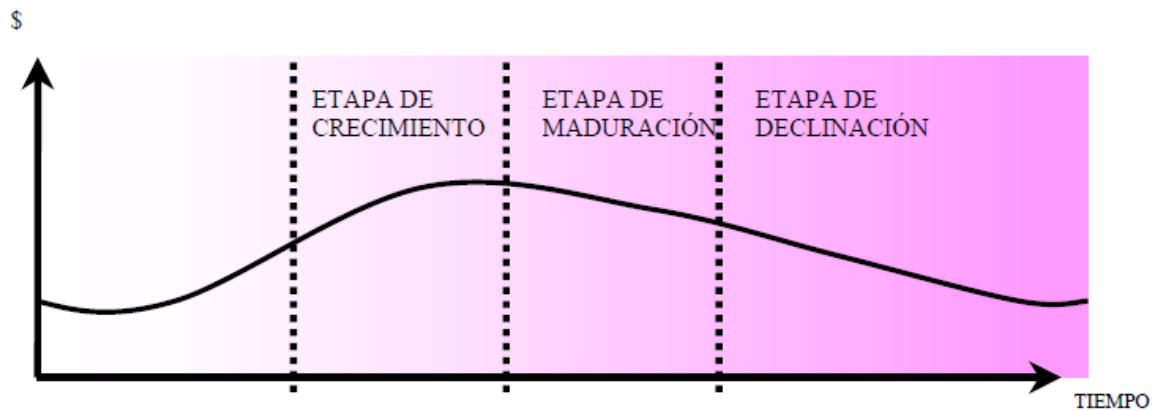 $
ETAPA DE
CRECIMIENTO
ETAPA DE
MADURACIÓN
ETAPA DE
DECLINACIÓN
TIEMPO